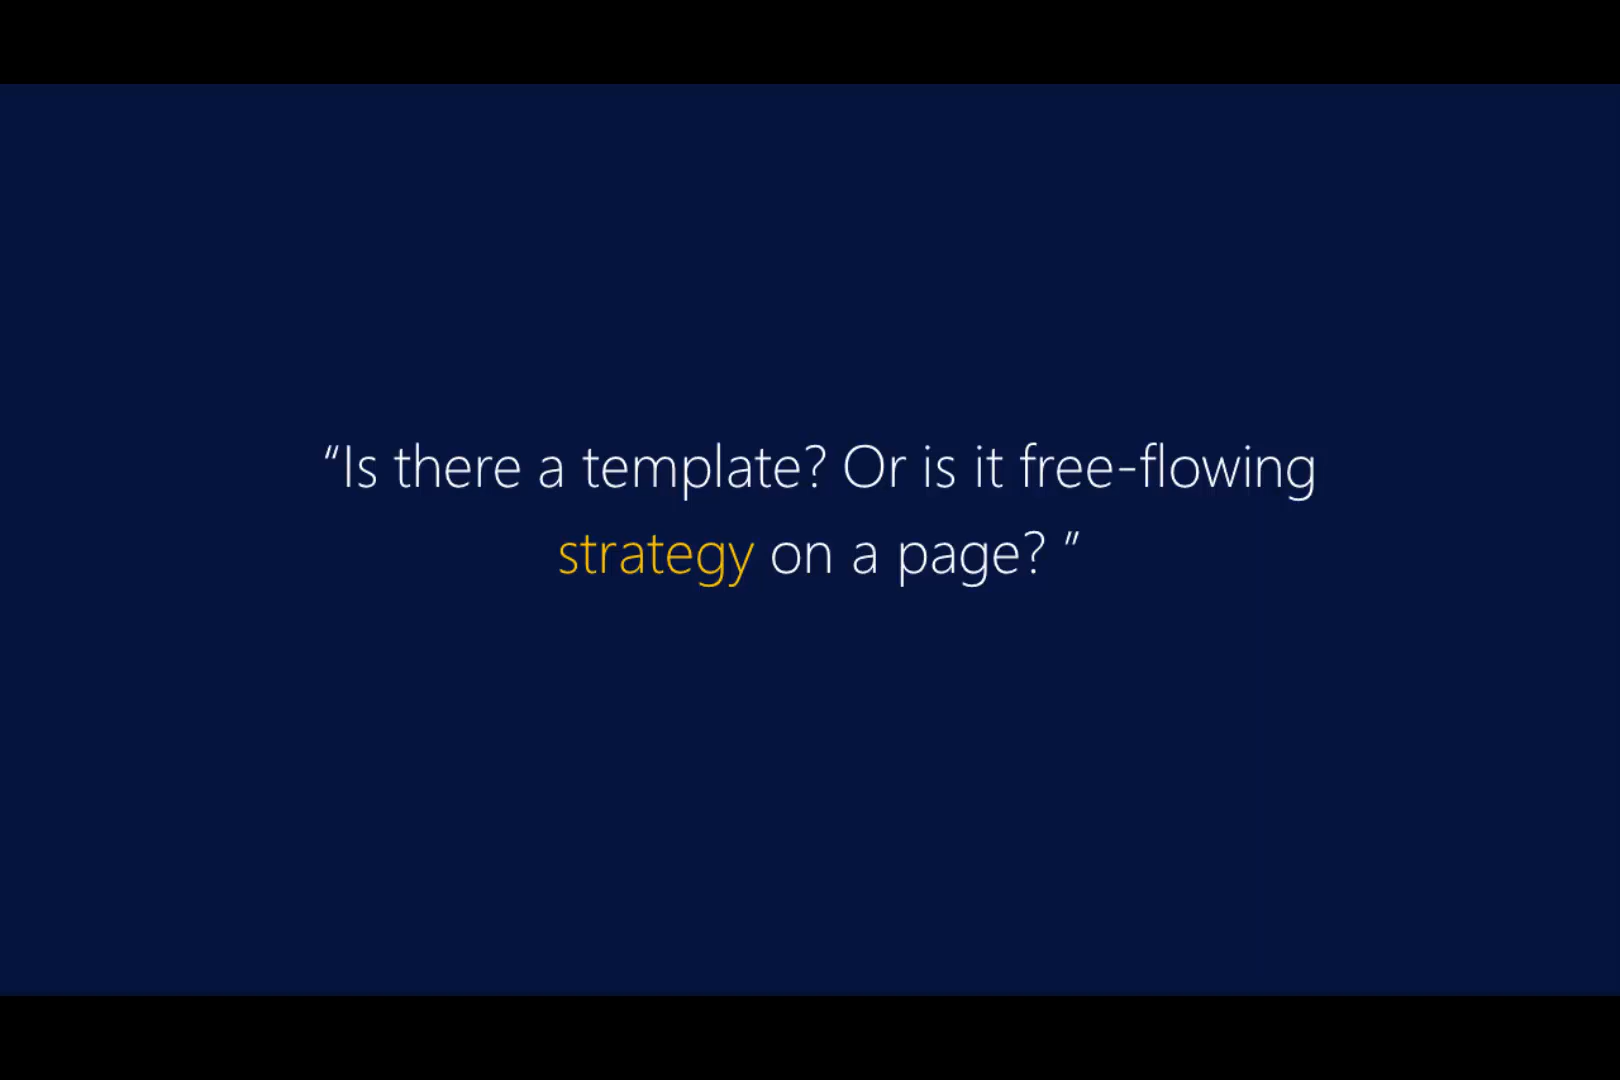 “Is there a template? Or is it free-flowing
strategy on a page? ”